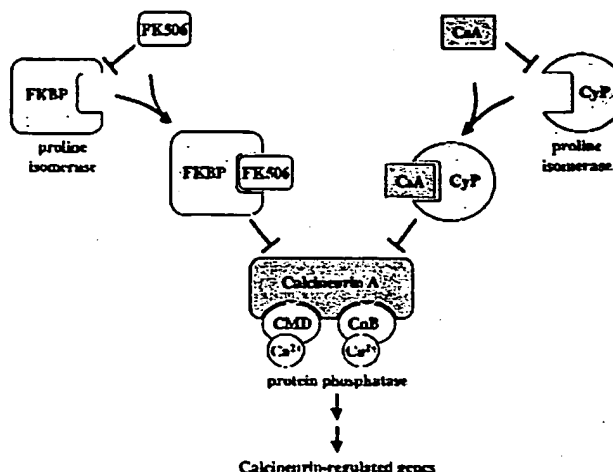 FK506
CsA
FKBP
CyP
proline
isomerase
proline
isomerase
FKBP
FK506
CsA
CyP
Calcineurin A
CMD
CnB
Ca2+
Ca2+
protein phosphatase
Calcineurin-regulated genes